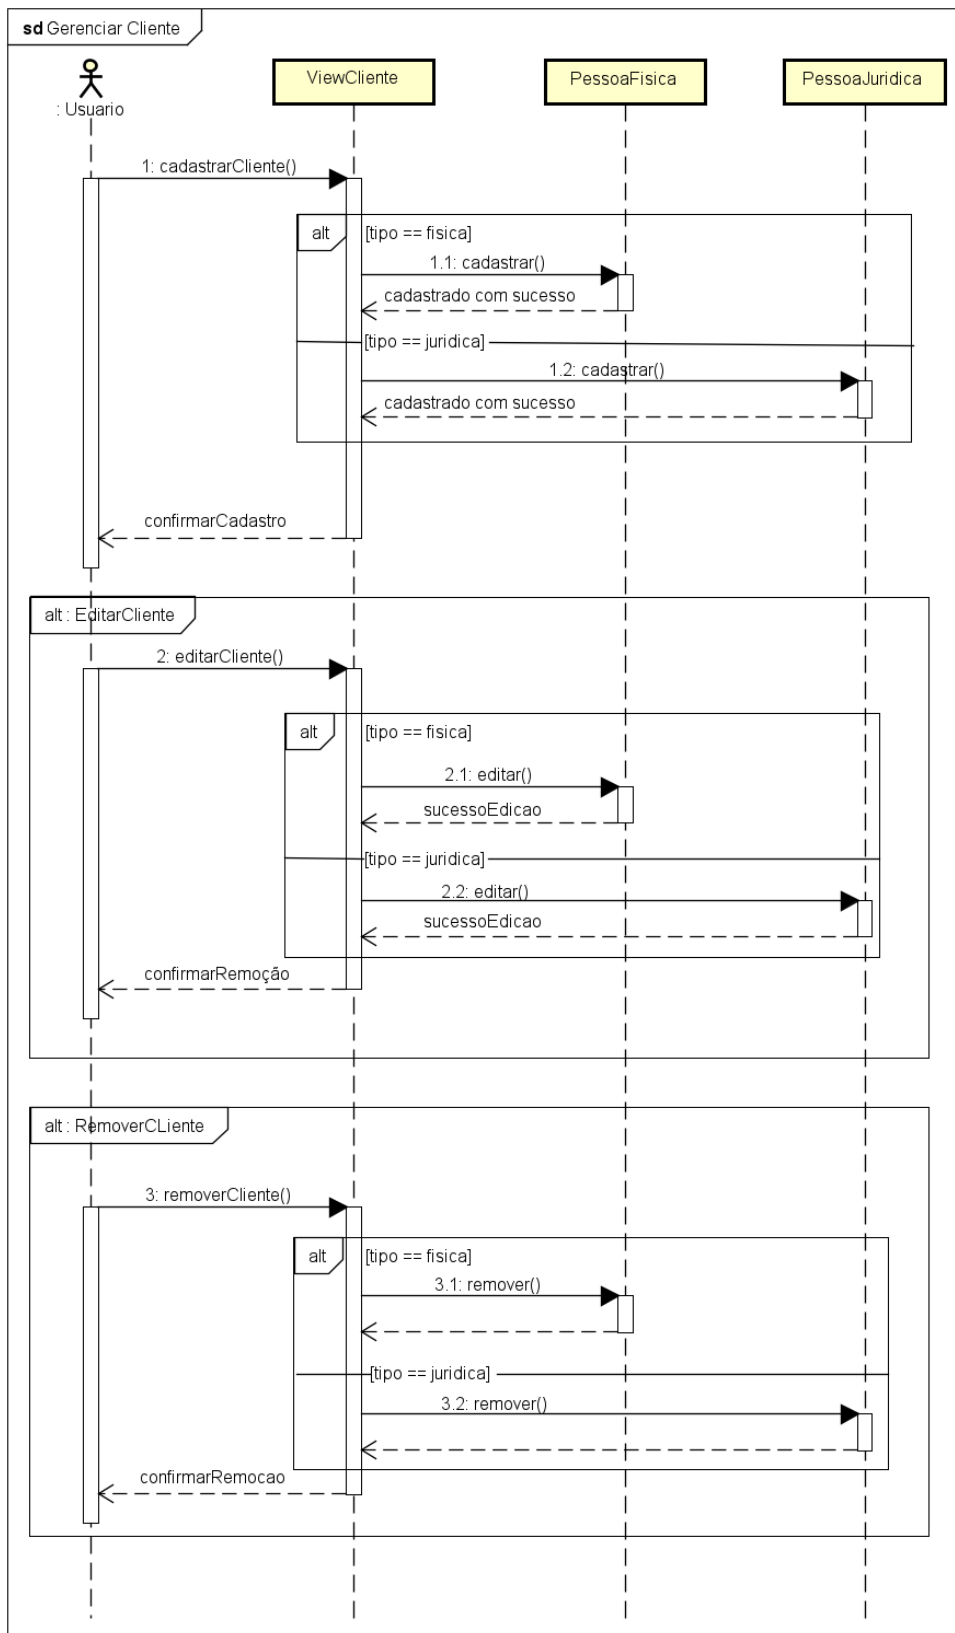 sd Gerenciar Cliente
: Usuario
ViewCliente
PessoaFisica
PessoaJuridica
1: cadastrarCliente()
alt
[tipo == fisica]
1.1: cadastrar()
cadastrado com sucesso
[tipo == juridica]
1.2: cadastrar()
cadastrado com sucesso
confirmarCadastro
alt : EditarCliente
2: editarCliente()
alt
[tipo == fisica]
2.1: editar()
sucessoEdicao
[tipo == juridica]
2.2: editar()
sucessoEdicao
confirmarRemoção
alt : RemoverCLiente
3: removerCliente()
alt
[tipo == fisica]
3.1: remover()
[tipo == juridica]
3.2: remover()
confirmarRemocao